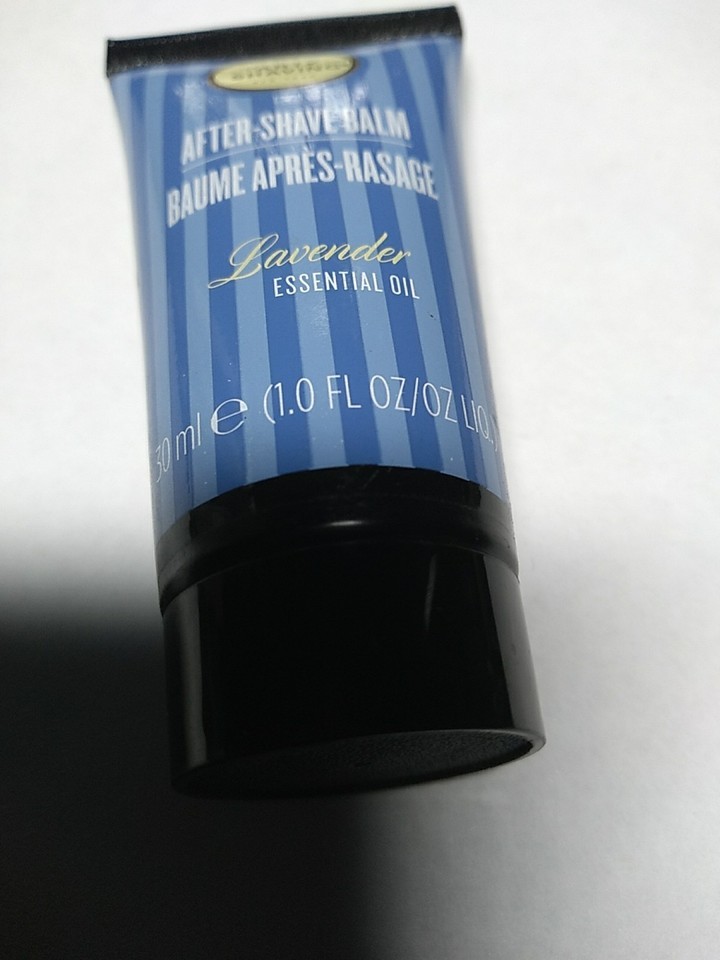 AFTER-SHAVE BALM
BAUME APRÈS-RASAGE
Lavender
ESSENTIAL OIL
30 ml ℮ (1.0 FL OZ/OZ LIQ.)